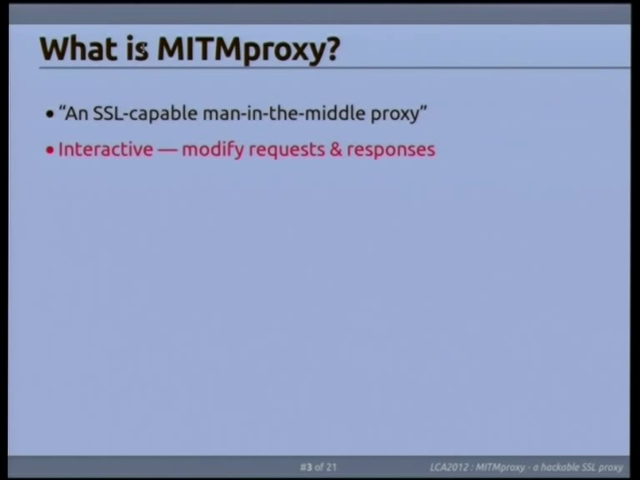 What is MITMproxy?
• “An SSL-capable man-in-the-middle proxy”
• Interactive — modify requests & responses
#3 of 21
LCA2012 : MITMproxy - a hackable SSL proxy